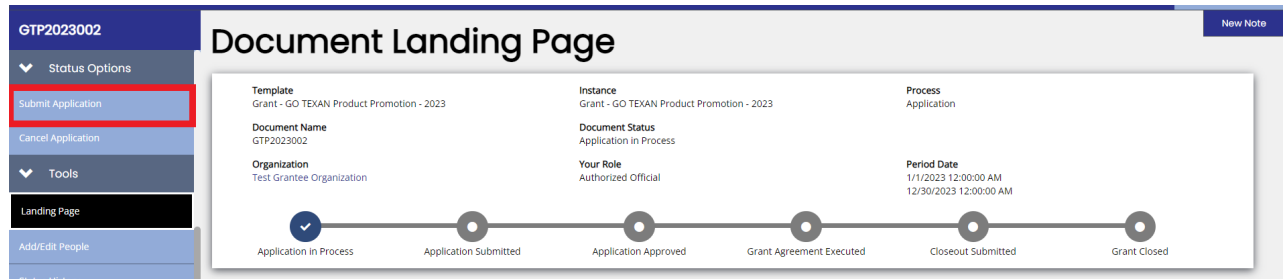 GTP2023002
Status Options
Submit Application
Cancel Application
Tools
Landing Page
Add/Edit People
New Note
Document Landing Page
Template
Grant - GO TEXAN Product Promotion - 2023
Instance
Grant - GO TEXAN Product Promotion - 2023
Process
Application
Document Name
GTP2023002
Document Status
Application in Process
Organization
Test Grantee Organization
Your Role
Authorized Official
Period Date
1/1/2023 12:00:00 AM
12/30/2023 12:00:00 AM
Application in Process
Application Submitted
Application Approved
Grant Agreement Executed
Closeout Submitted
Grant Closed